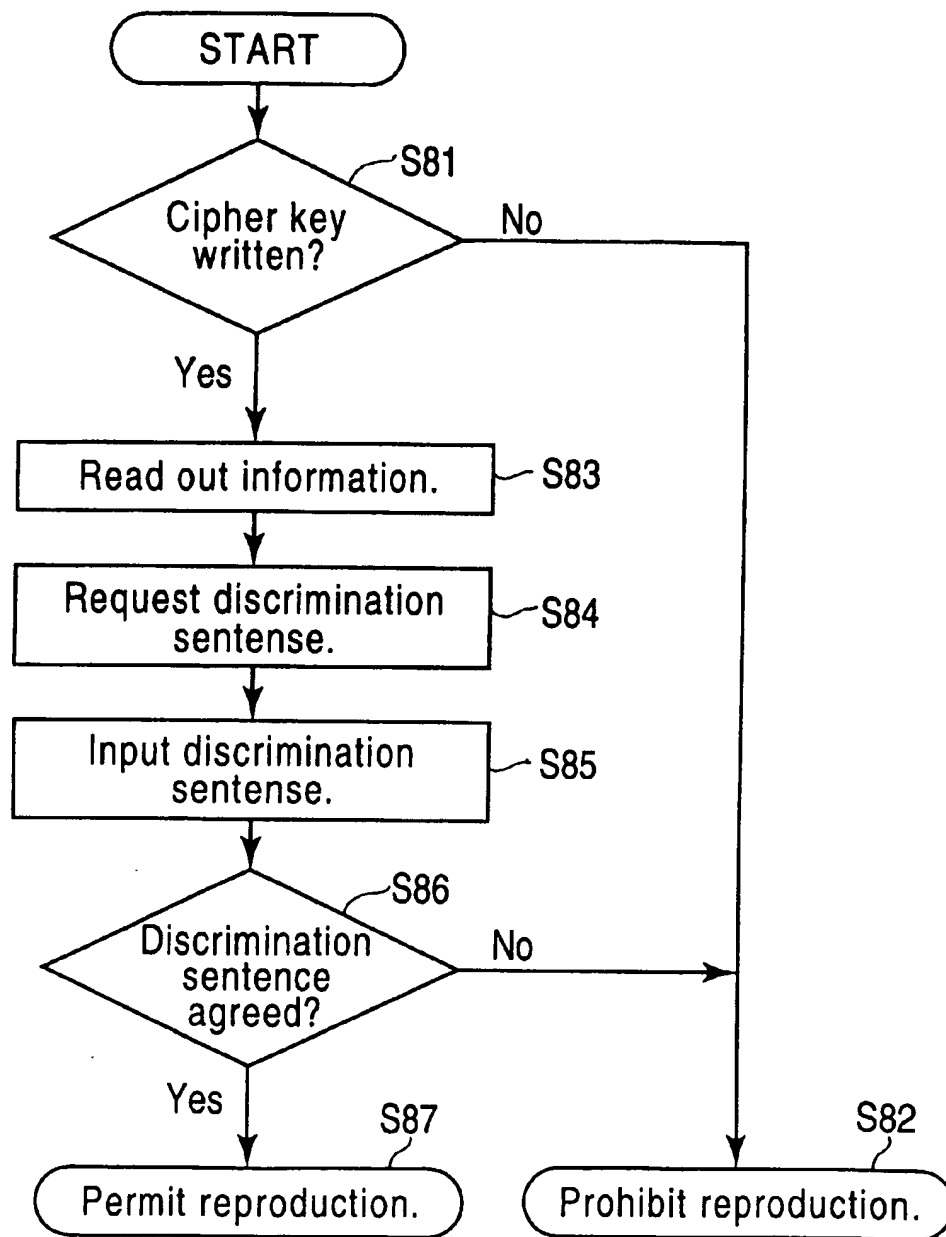 START
S81
Cipher key
written?
No
Yes
Read out information.
S83
Request discrimination
sentense.
S84
Input discrimination
sentense.
S85
S86
Discrimination
sentence
agreed?
No
Yes
S87
S82
Permit reproduction.
Prohibit reproduction.